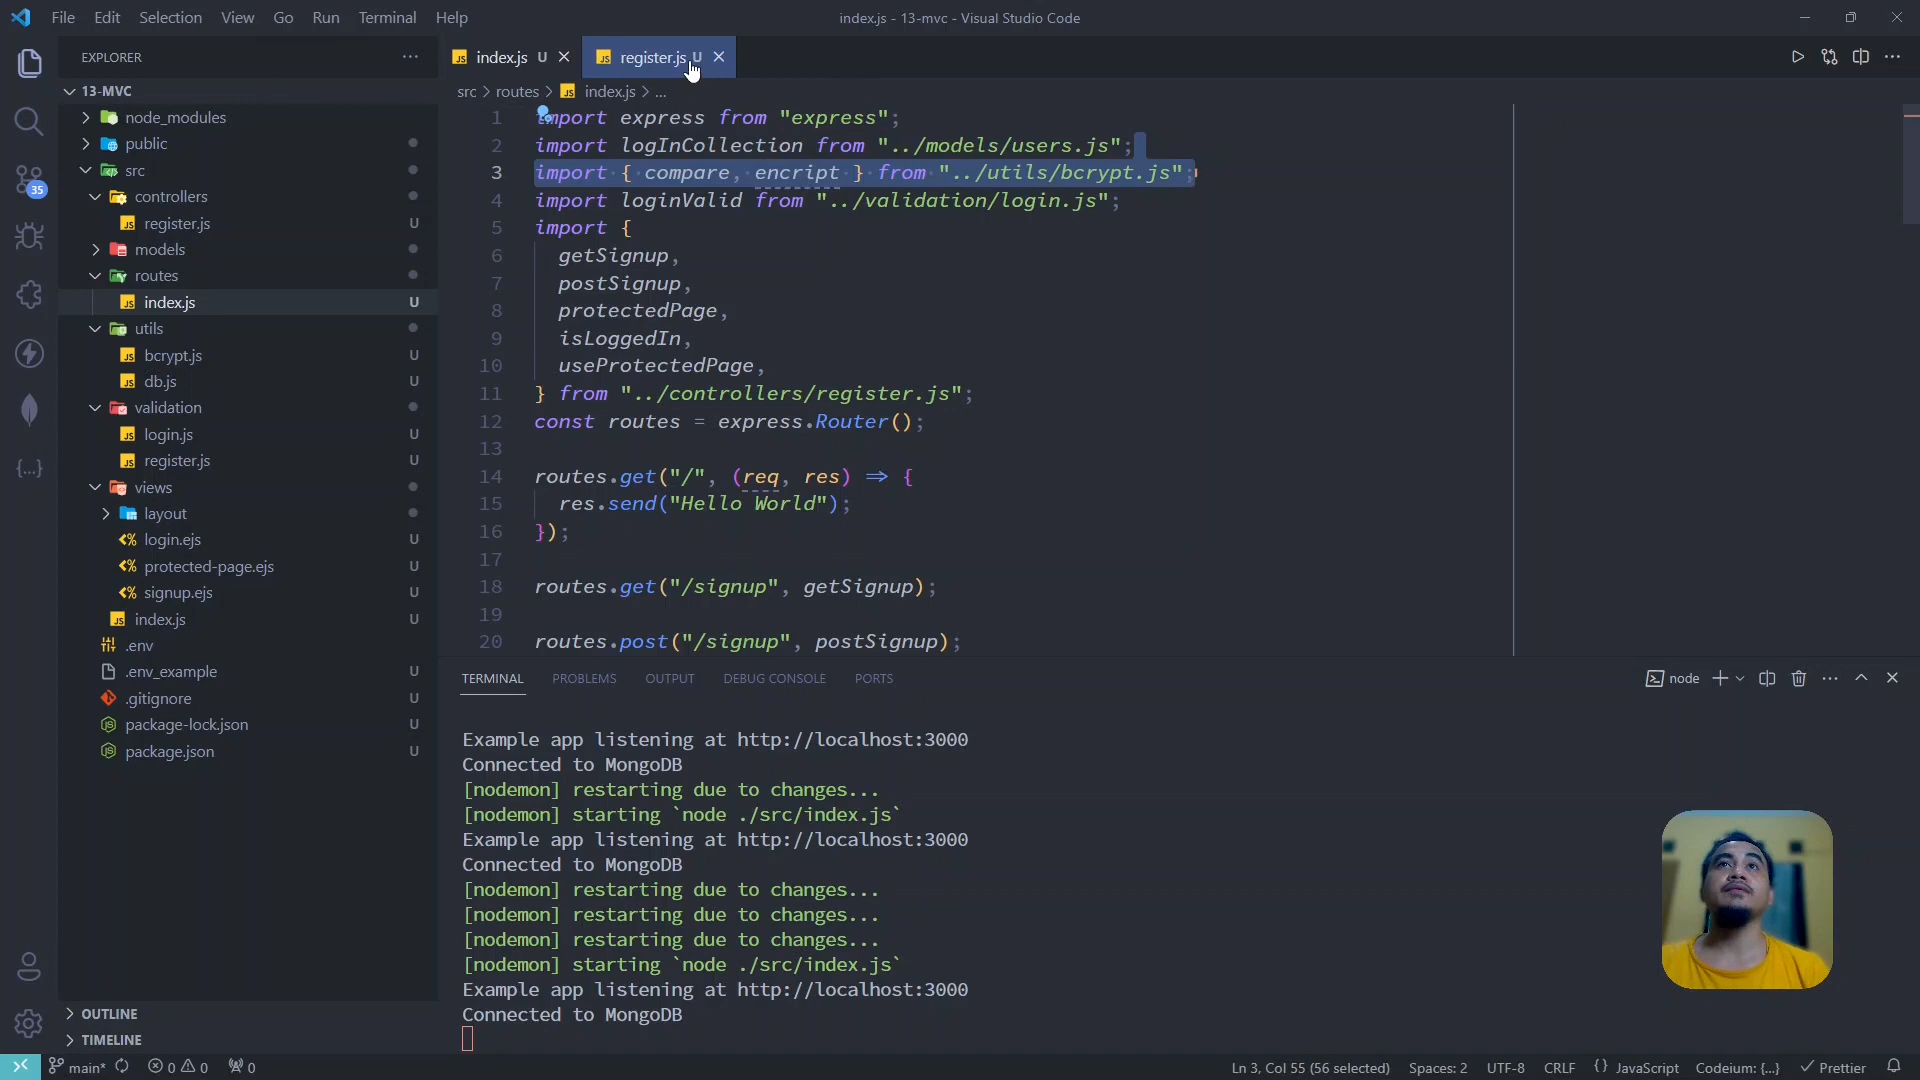 File Edit Selection View Go Run Terminal Help
index.js - 13-mvc - Visual Studio Code
EXPLORER
13-MVC
node_modules
public
src
controllers
register.js U
models
routes
index.js U
utils
bcrypt.js U
db.js U
validation
login.js U
register.js U
views
layout
login.ejs U
protected-page.ejs U
signup.ejs U
index.js U
.env
.env_example U
.gitignore U
package-lock.json U
package.json U
OUTLINE
TIMELINE
35
index.js U
register.js U
src > routes > index.js > ...
1 import express from "express";
2 import logInCollection from "../models/users.js";
3 import { compare, encript } from "../utils/bcrypt.js";
4 import loginValid from "../validation/login.js";
5 import {
6 getSignup,
7 postSignup,
8 protectedPage,
9 isLoggedIn,
10 useProtectedPage,
11 } from "../controllers/register.js";
12 const routes = express.Router();
13
14 routes.get("/", (req, res) => {
15 res.send("Hello World");
16 });
17
18 routes.get("/signup", getSignup);
19
20 routes.post("/signup", postSignup);
TERMINAL PROBLEMS OUTPUT DEBUG CONSOLE PORTS
node
Example app listening at http://localhost:3000
Connected to MongoDB
[nodemon] restarting due to changes...
[nodemon] starting `node ./src/index.js`
Example app listening at http://localhost:3000
Connected to MongoDB
[nodemon] restarting due to changes...
[nodemon] restarting due to changes...
[nodemon] restarting due to changes...
[nodemon] starting `node ./src/index.js`
Example app listening at http://localhost:3000
Connected to MongoDB
main* 0 0 0
Ln 3, Col 55 (56 selected) Spaces: 2 UTF-8 CRLF {} JavaScript Codeium: {...} Prettier